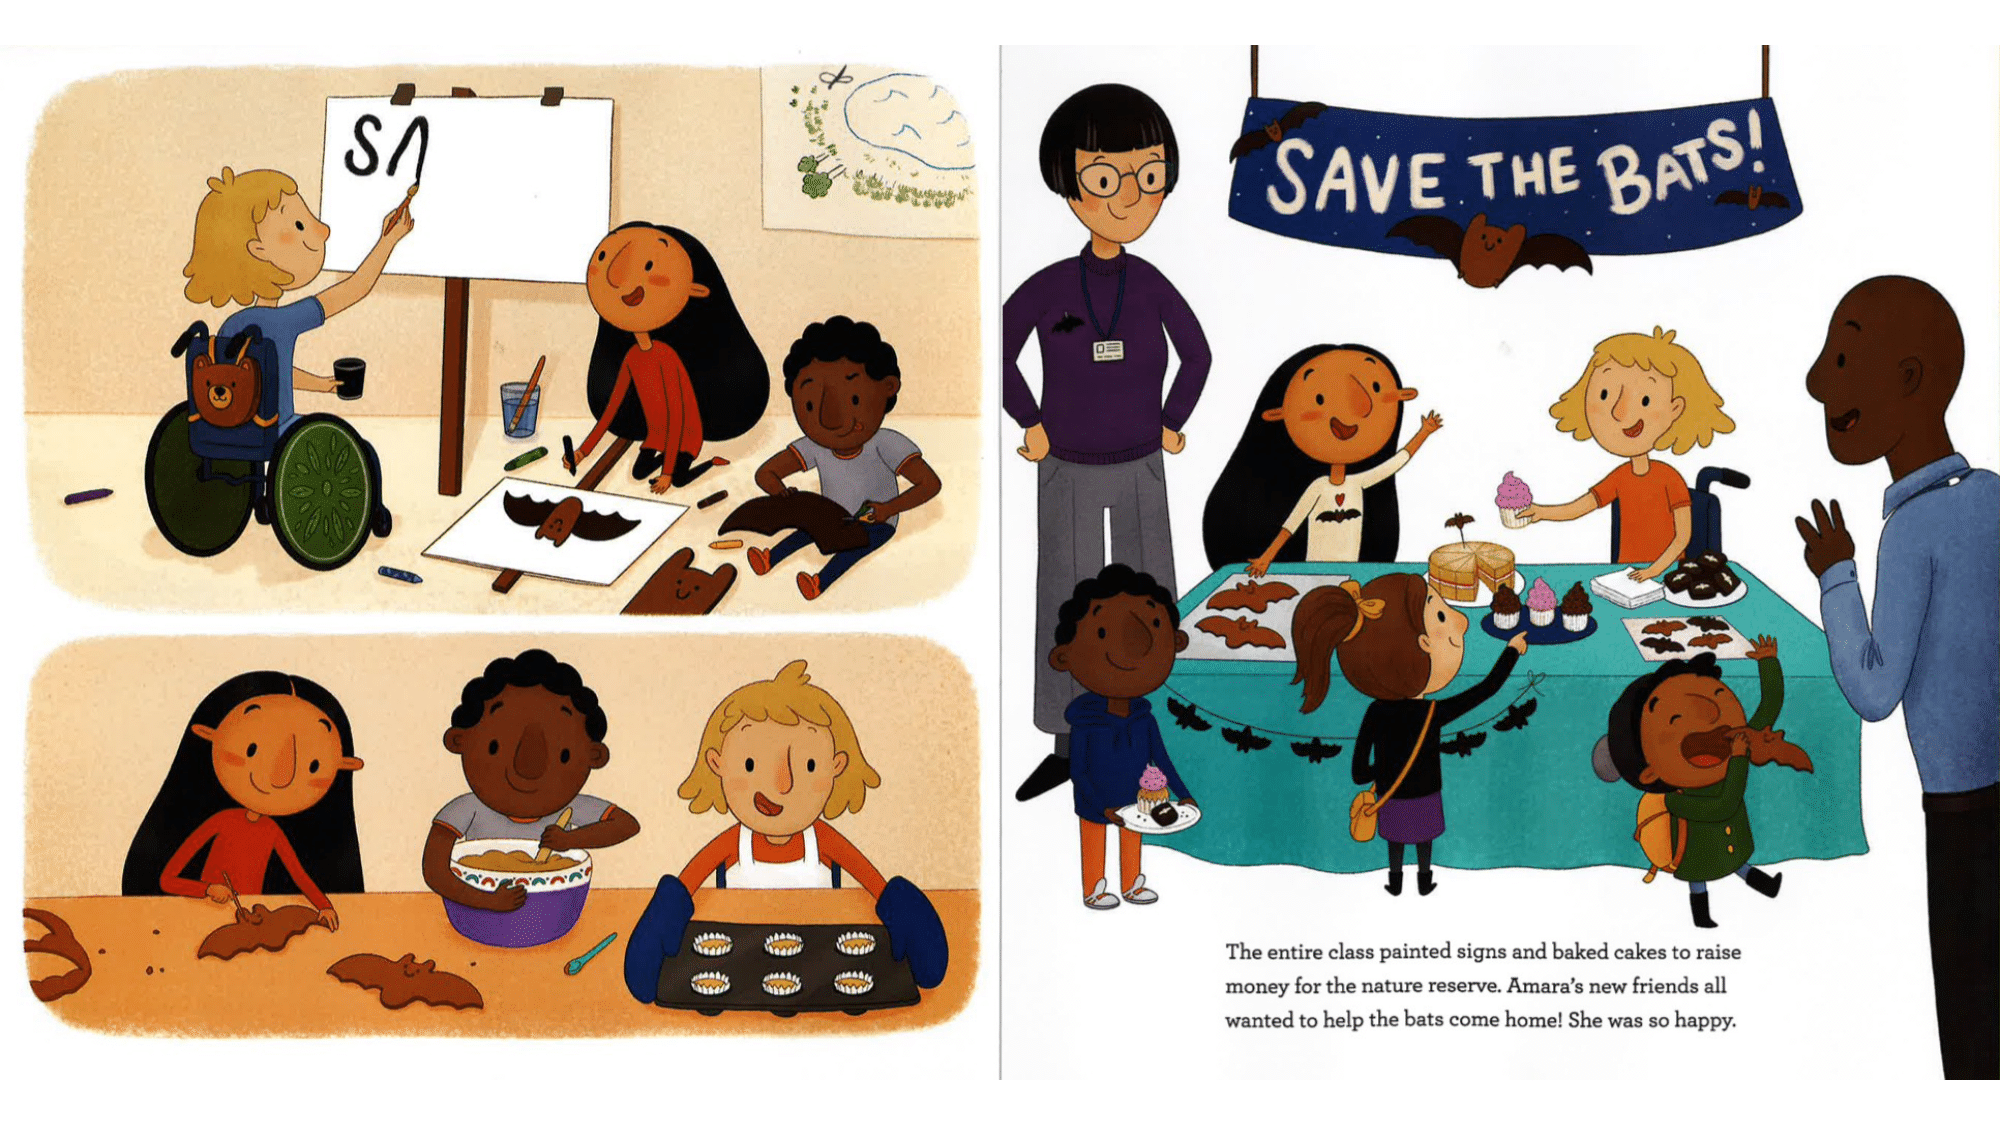 SA
SAVE THE BATS!
The entire class painted signs and baked cakes to raise
money for the nature reserve. Amara's new friends all
wanted to help the bats come home! She was so happy.